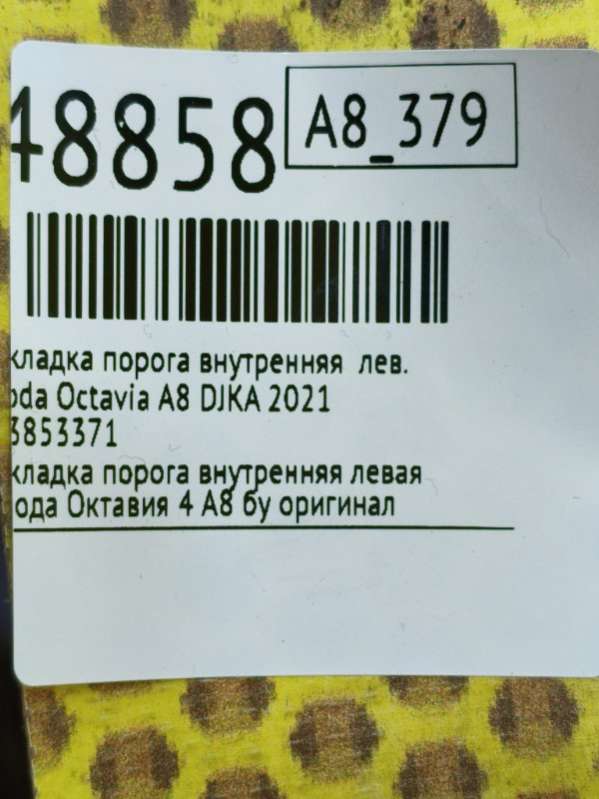 48858
A8_379
кладка порога внутренняя лев.
oda Octavia A8 DJKA 2021
3853371
кладка порога внутренняя левая
ода Октавия 4 А8 бу оригинал